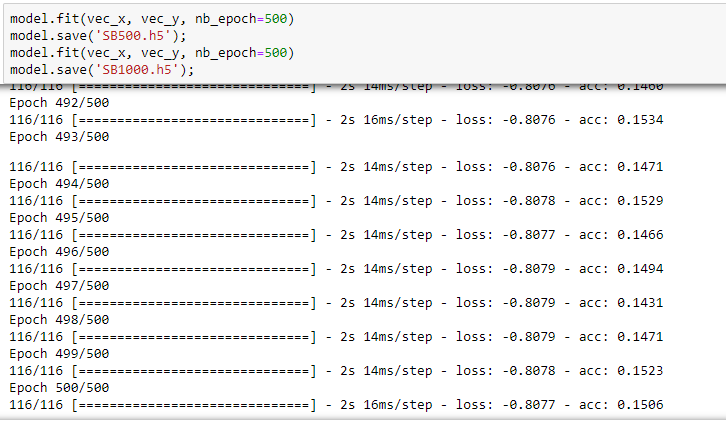 model.fit(vec_x, vec_y, nb_epoch=500)
model.save('SB500.h5');
model.fit(vec_x, vec_y, nb_epoch=500)
model.save('SB1000.h5');
116/116 [==============================] - 2s 14ms/step - loss: -0.8076 - acc: 0.1460
Epoch 492/500
116/116 [==============================] - 2s 16ms/step - loss: -0.8076 - acc: 0.1534
Epoch 493/500
116/116 [==============================] - 2s 14ms/step - loss: -0.8076 - acc: 0.1471
Epoch 494/500
116/116 [==============================] - 2s 14ms/step - loss: -0.8078 - acc: 0.1529
Epoch 495/500
116/116 [==============================] - 2s 14ms/step - loss: -0.8077 - acc: 0.1466
Epoch 496/500
116/116 [==============================] - 2s 14ms/step - loss: -0.8079 - acc: 0.1494
Epoch 497/500
116/116 [==============================] - 2s 14ms/step - loss: -0.8079 - acc: 0.1431
Epoch 498/500
116/116 [==============================] - 2s 14ms/step - loss: -0.8079 - acc: 0.1471
Epoch 499/500
116/116 [==============================] - 2s 14ms/step - loss: -0.8078 - acc: 0.1523
Epoch 500/500
116/116 [==============================] - 2s 16ms/step - loss: -0.8077 - acc: 0.1506